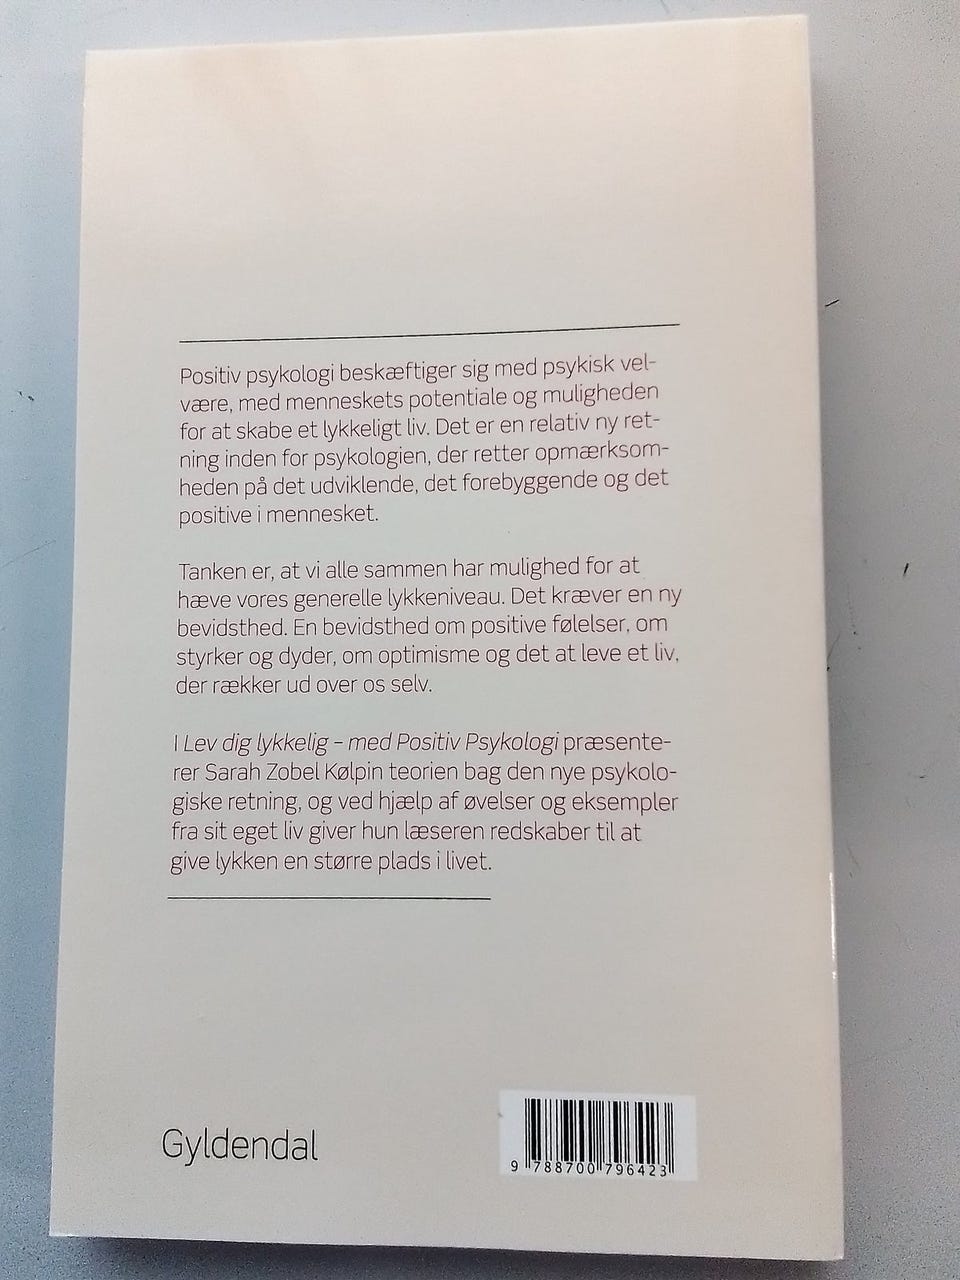 Positiv psykologi beskæftiger sig med psykisk vel-
være, med menneskets potentiale og muligheden
for at skabe et lykkeligt liv. Det er en relativ ny ret-
ning inden for psykologien, der retter opmærksom-
heden på det udviklende, det forebyggende og det
positive i mennesket.
Tanken er, at vi alle sammen har mulighed for at
hæve vores generelle lykkeniveau. Det kræver en ny
bevidsthed. En bevidsthed om positive følelser, om
styrker og dyder, om optimisme og det at leve et liv,
der rækker ud over os selv.
I Lev dig lykkelig – med Positiv Psykologi præsente-
rer Sarah Zobel Kølpin teorien bag den nye psykolo-
giske retning, og ved hjælp af øvelser og eksempler
fra sit eget liv giver hun læseren redskaber til at
give lykken en større plads i livet.
Gyldendal
9 788700 796423